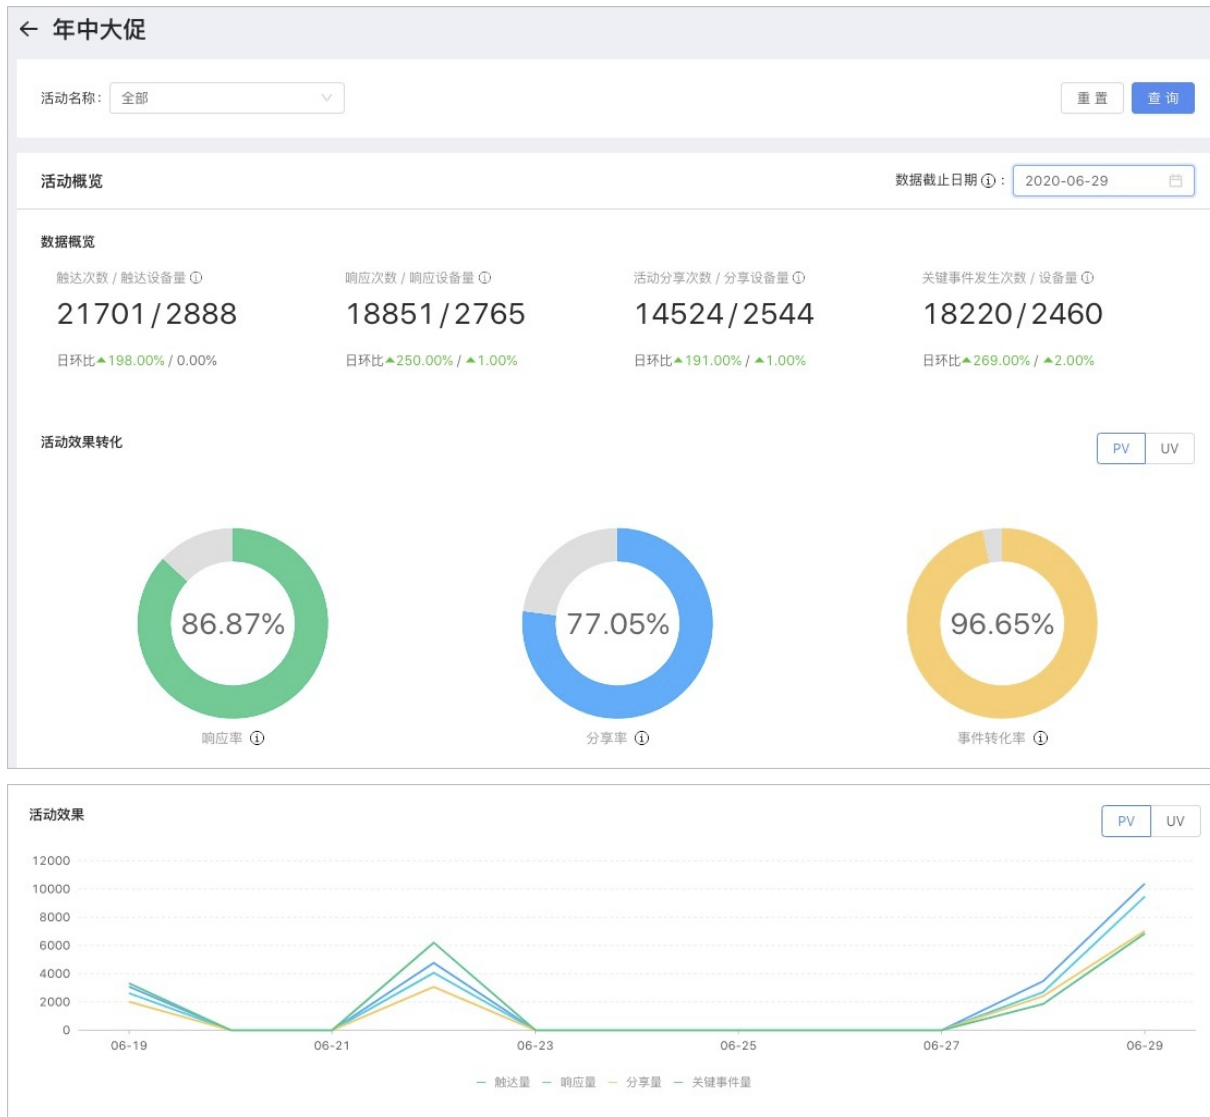 ← 年中大促
活动名称： 全部 重 置 查 询
活动概览 数据截止日期 ⓘ： 2020-06-29
数据概览
触达次数 / 触达设备量 ⓘ 响应次数 / 响应设备量 ⓘ 活动分享次数 / 分享设备量 ⓘ 关键事件发生次数 / 设备量 ⓘ
21701/2888 18851/2765 14524/2544 18220/2460
日环比▲198.00% / 0.00% 日环比▲250.00% / ▲1.00% 日环比▲191.00% / ▲1.00% 日环比▲269.00% / ▲2.00%
活动效果转化 PV UV
86.87% 77.05% 96.65%
响应率 ⓘ 分享率 ⓘ 事件转化率 ⓘ
活动效果 PV UV
12000
10000
8000
6000
4000
2000
0
06-19 06-21 06-23 06-25 06-27 06-29
触达量 响应量 分享量 关键事件量